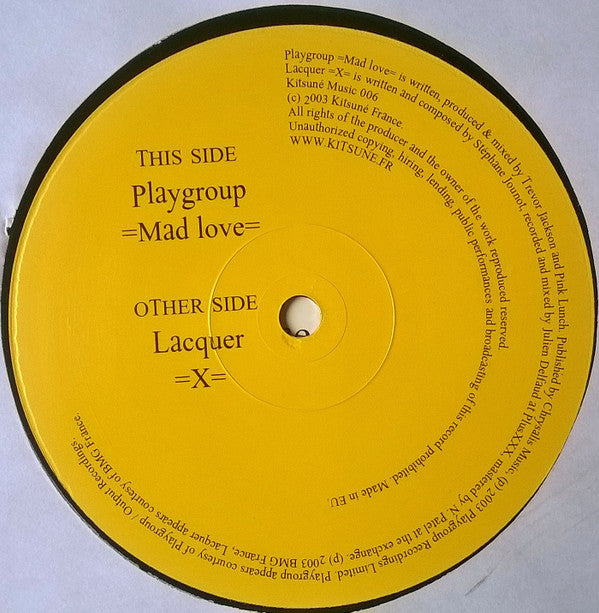 THIS SIDE
Playgroup
=Mad love=
OTHER SIDE
Lacquer
=X=
Playgroup =Mad love= is written, produced & mixed by Trevor Jackson and Pink Lunch. Published by Chrysalis Music, (p) 2003 Playgroup Recordings Limited. Playgroup appears courtesy of Playgroup / Output Recordings.
Lacquer =X= is written and composed by Stéphane Jounot, recorded and mixed by Julien Delfaud at PlusXXX, mastered by N. Patel at the exchange. (p) 2003 BMG France, Lacquer appears courtesy of BMG France.
Kitsuné Music 006
(c) 2003 Kitsuné France.
All rights of the producer and the owner of the work reproduced reserved.
Unauthorized copying, hiring, lending, public performances and broadcasting of this record prohibited. Made in EU.
WWW.KITSUNE.FR